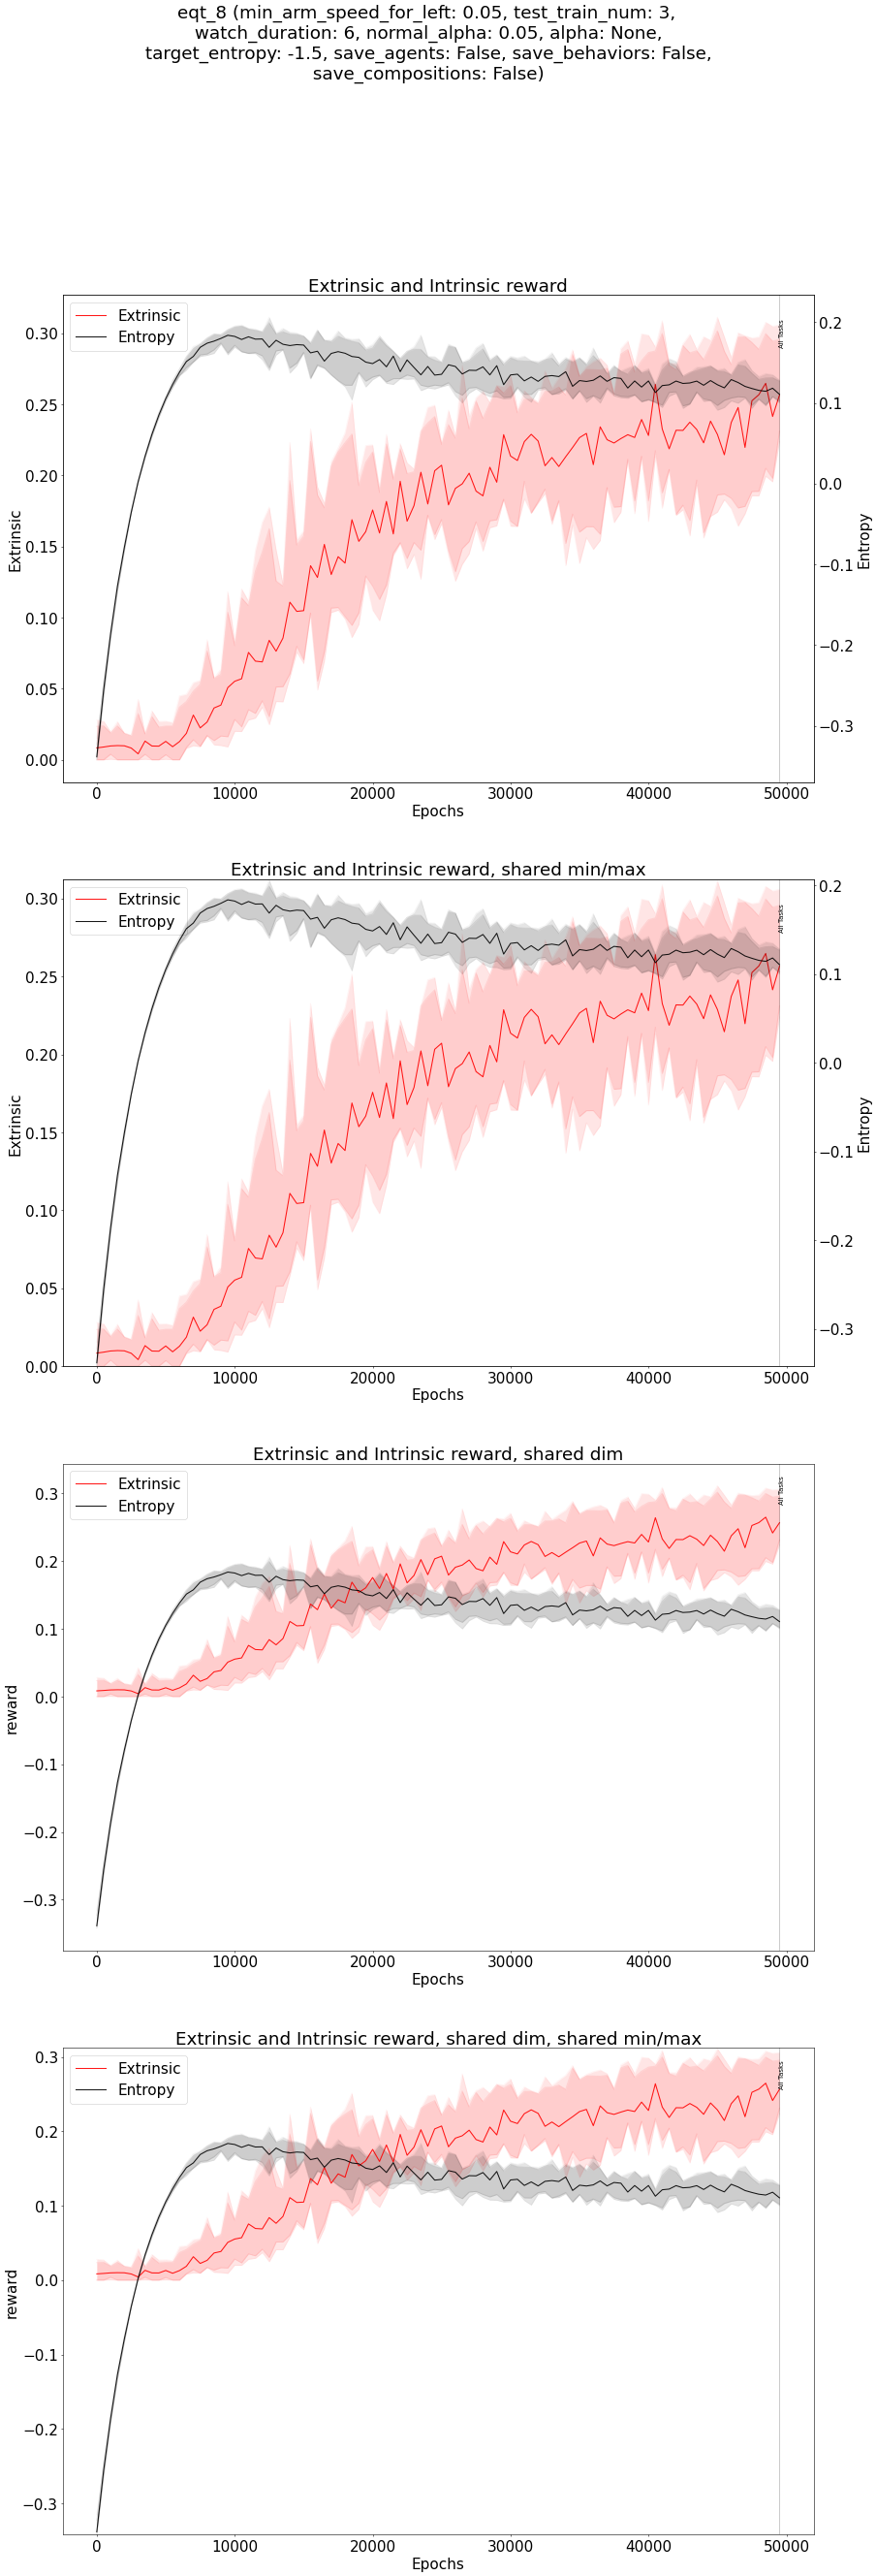 eqt_8 (min_arm_speed_for_left: 0.05, test_train_num: 3,
watch_duration: 6, normal_alpha: 0.05, alpha: None,
target_entropy: -1.5, save_agents: False, save_behaviors: False,
save_compositions: False)
Extrinsic and Intrinsic reward
Extrinsic
Entropy
All Tasks
0.30
0.25
0.20
0.15
0.10
0.05
0.00
Extrinsic
0.2
0.1
0.0
−0.1
−0.2
−0.3
Entropy
0 10000 20000 30000 40000 50000
Epochs
Extrinsic and Intrinsic reward, shared min/max
Extrinsic
Entropy
All Tasks
0.30
0.25
0.20
0.15
0.10
0.05
0.00
Extrinsic
0.2
0.1
0.0
−0.1
−0.2
−0.3
Entropy
0 10000 20000 30000 40000 50000
Epochs
Extrinsic and Intrinsic reward, shared dim
Extrinsic
Entropy
All Tasks
0.3
0.2
0.1
0.0
−0.1
−0.2
−0.3
reward
0 10000 20000 30000 40000 50000
Epochs
Extrinsic and Intrinsic reward, shared dim, shared min/max
Extrinsic
Entropy
All Tasks
0.3
0.2
0.1
0.0
−0.1
−0.2
−0.3
reward
0 10000 20000 30000 40000 50000
Epochs